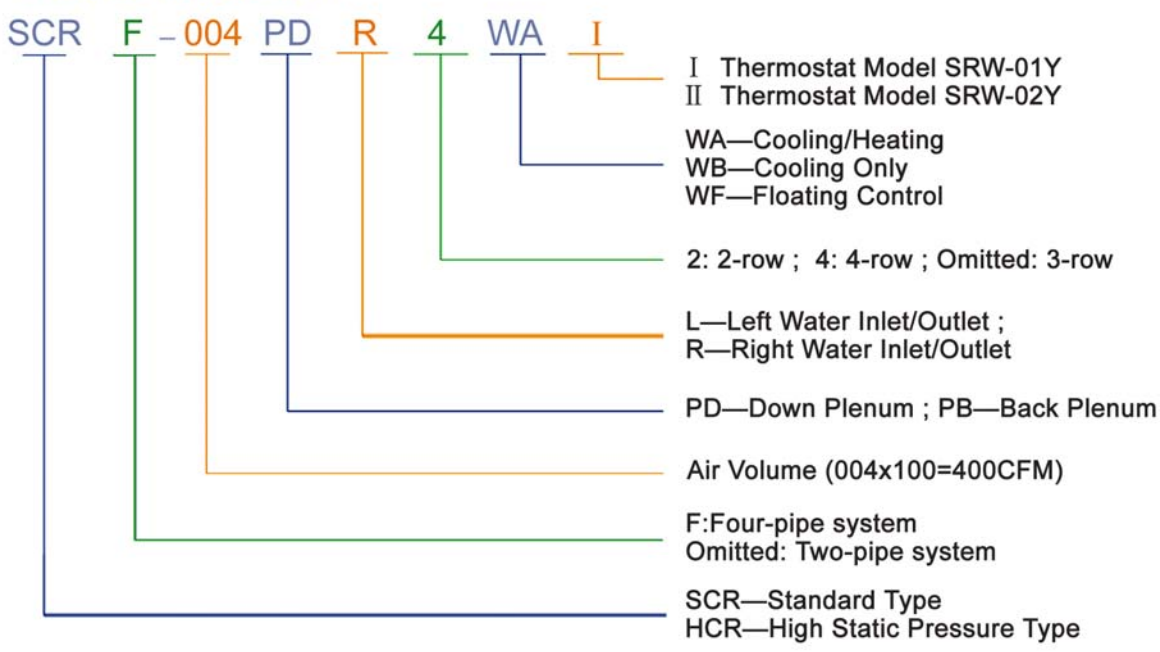 SCR F - 004 PD R 4 WA I
I Thermostat Model SRW-01Y
II Thermostat Model SRW-02Y
WA—Cooling/Heating
WB—Cooling Only
WF—Floating Control
2: 2-row ; 4: 4-row ; Omitted: 3-row
L—Left Water Inlet/Outlet ;
R—Right Water Inlet/Outlet
PD—Down Plenum ; PB—Back Plenum
Air Volume (004x100=400CFM)
F:Four-pipe system
Omitted: Two-pipe system
SCR—Standard Type
HCR—High Static Pressure Type